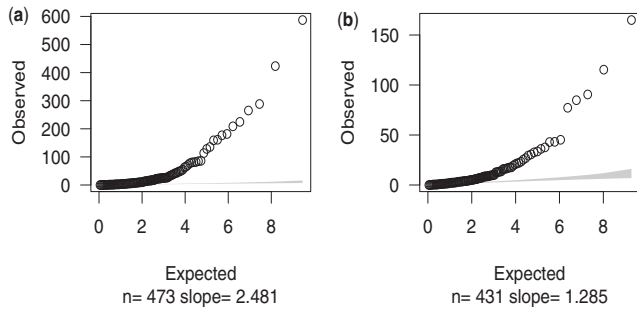 (a)
600
500
400
300
200
100
0
Observed
0 2 4 6 8
Expected
n= 473 slope= 2.481
(b)
150
100
50
0
Observed
0 2 4 6 8
Expected
n= 431 slope= 1.285